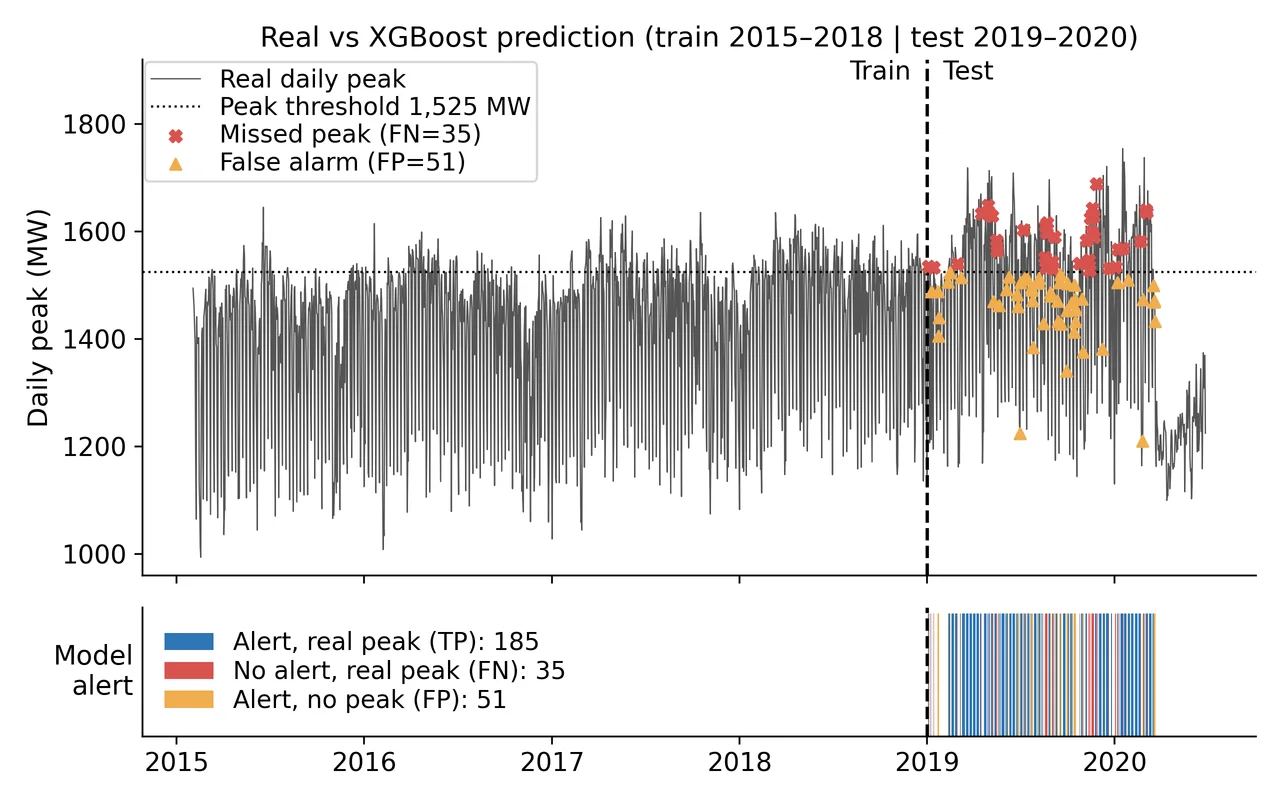 Real vs XGBoost prediction (train 2015–2018 | test 2019–2020)
Real daily peak
Peak threshold 1,525 MW
Missed peak (FN=35)
False alarm (FP=51)
Train
Test
Daily peak (MW)
1800
1600
1400
1200
1000
Model
alert
Alert, real peak (TP): 185
No alert, real peak (FN): 35
Alert, no peak (FP): 51
2015
2016
2017
2018
2019
2020